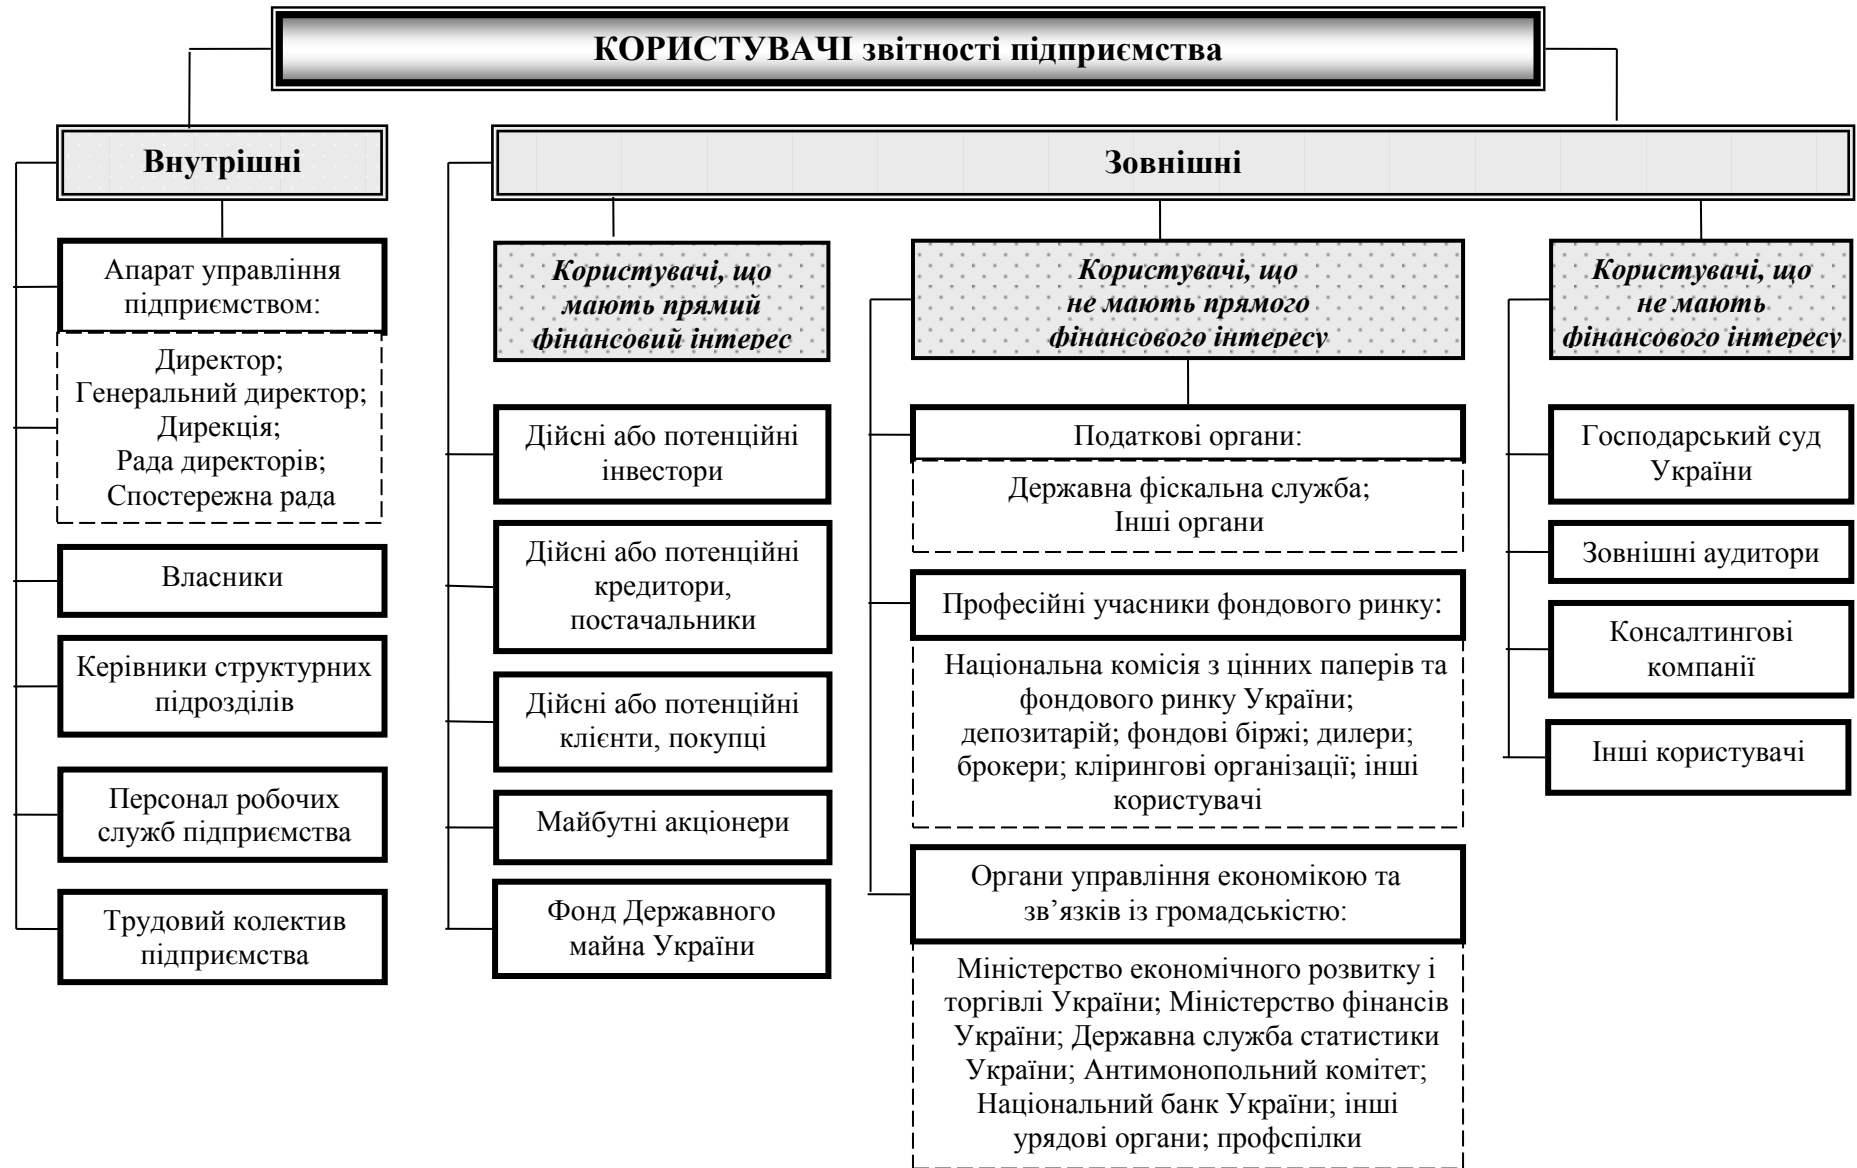 КОРИСТУВАЧІ звітності підприємства
Внутрішні
Апарат управління
підприємством:
Директор;
Генеральний директор;
Дирекція;
Рада директорів;
Спостережна рада
Власники
Керівники структурних
підрозділів
Персонал робочих
служб підприємства
Трудовий колектив
підприємства
Зовнішні
Користувачі, що
мають прямий
фінансовий інтерес
Дійсні або потенційні
інвестори
Дійсні або потенційні
кредитори,
постачальники
Дійсні або потенційні
клієнти, покупці
Майбутні акціонери
Фонд Державного
майна України
Користувачі, що
не мають прямого
фінансового інтересу
Податкові органи:
Державна фіскальна служба;
Інші органи
Професійні учасники фондового ринку:
Національна комісія з цінних паперів та
фондового ринку України;
депозитарій; фондові біржі; дилери;
брокери; клірингові організації; інші
користувачі
Органи управління економікою та
зв’язків із громадськістю:
Міністерство економічного розвитку і
торгівлі України; Міністерство фінансів
України; Державна служба статистики
України; Антимонопольний комітет;
Національний банк України; інші
урядові органи; профспілки
Користувачі, що
не мають
фінансового інтересу
Господарський суд
України
Зовнішні аудитори
Консалтингові
компанії
Інші користувачі